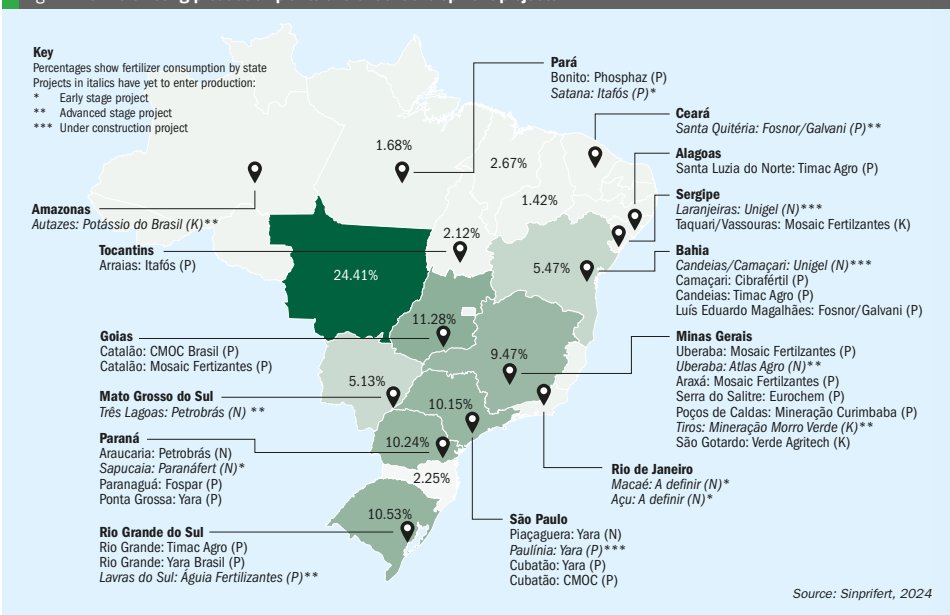 Key
Percentages show fertilizer consumption by state
Projects in italics have yet to enter production:
* Early stage project
** Advanced stage project
*** Under construction project
Pará
Bonito: Phosphaz (P)
Satana: Itafós (P)*
Ceará
Santa Quitéria: Fosnor/Galvani (P)**
Alagoas
Santa Luzia do Norte: Timac Agro (P)
Sergipe
Laranjeiras: Unigel (N)***
Taquari/Vassouras: Mosaic Fertilzantes (K)
Amazonas
Autazes: Potássio do Brasil (K)**
Tocantins
Arraias: Itafós (P)
Bahia
Candeias/Camaçari: Unigel (N)***
Camaçari: Cibrafértil (P)
Candeias: Timac Agro (P)
Luís Eduardo Magalhães: Fosnor/Galvani (P)
Goias
Catalão: CMOC Brasil (P)
Catalão: Mosaic Fertizantes (P)
Minas Gerais
Uberaba: Mosaic Fertilzantes (P)
Uberaba: Atlas Agro (N)**
Araxá: Mosaic Fertilzantes (P)
Serra do Salitre: Eurochem (P)
Poços de Caldas: Mineração Curimbaba (P)
Tiros: Mineração Morro Verde (K)**
São Gotardo: Verde Agritech (K)
Mato Grosso do Sul
Três Lagoas: Petrobrás (N) **
Paraná
Araucaria: Petrobrás (N)
Sapucaia: Paranáfert (N)*
Paranaguá: Fospar (P)
Ponta Grossa: Yara (P)
Rio de Janeiro
Macaé: A definir (N)*
Açu: A definir (N)*
Rio Grande do Sul
Rio Grande: Timac Agro (P)
Rio Grande: Yara Brasil (P)
Lavras do Sul: Águia Fertilizantes (P)**
São Paulo
Piaçaguera: Yara (N)
Paulínia: Yara (P)***
Cubatão: Yara (P)
Cubatão: CMOC (P)
1.68%
2.67%
1.42%
2.12%
24.41%
5.47%
11.28%
9.47%
5.13%
10.15%
10.24%
2.25%
10.53%
Source: Sinprifert, 2024